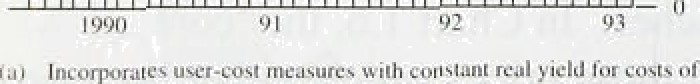 0
1990 91 92 93
(a) Incorporates user-cost measures with constant real yield for costs of